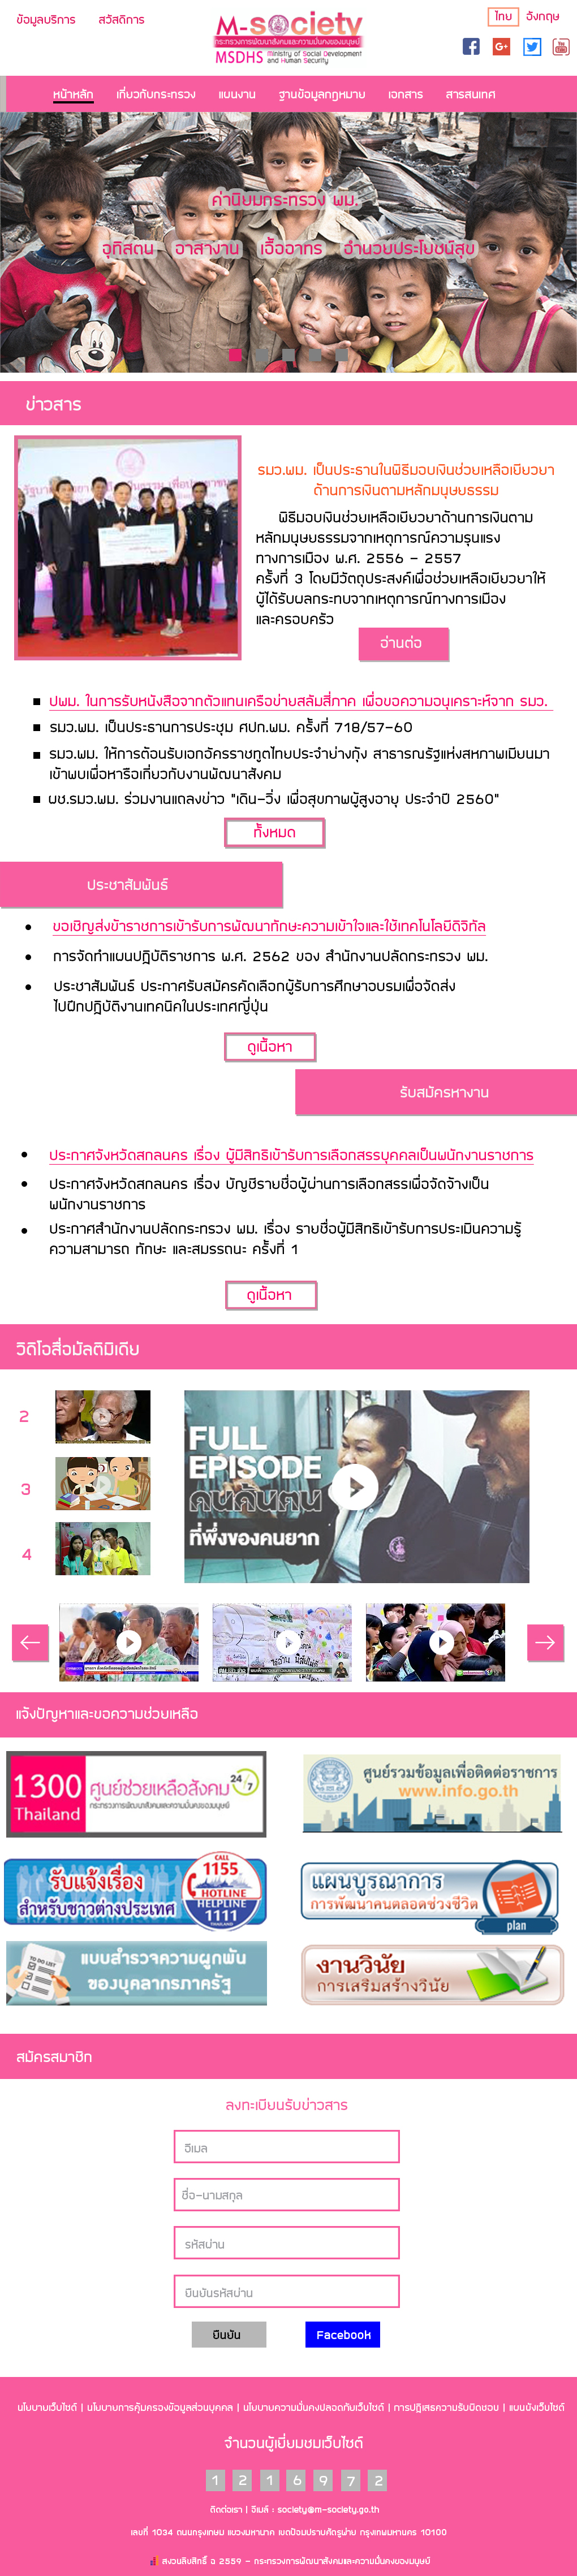 ข้อมูลบริการ สวัสดิการ
M-Society
กระทรวงการพัฒนาสังคมและความมั่นคงของมนุษย์
MSDHS Ministry of Social Development and Human Security
ไทย อังกฤษ
หน้าหลัก เกี่ยวกับกระทรวง แบนงาน ฐานข้อมูลกฎหมาย เอกสาร สารสนเทศ
ค่านิยมกระทรวง พม.
อุทิสตน อาสางาน เอื้ออาทร อำนวยประโยชน์สุข
ข่าวสาร
รมว.พม. เป็นประธานในพิธีมอบเงินช่วยเหลือเยียวยา
ด้านการเงินตามหลักมนุษยธรรม
พิธีมอบเงินช่วยเหลือเยียวยาด้านการเงินตาม
หลักมนุษยธรรมจากเหตุการณ์ความรุนแรง
ทางการเมือง พ.ศ. 2556 - 2557
ครั้งที่ 3 โดยมีวัตถุประสงค์เพื่อช่วยเหลือเยียวยาให้
ผู้ได้รับผลกระทบจากเหตุการณ์ทางการเมือง
และครอบครัว
อ่านต่อ
ปพม. ในการรับหนังสือจากตัวแทนเครือข่ายสลัมสี่ภาค เพื่อขอความอนุเคราะห์จาก รมว.
รมว.พม. เป็นประธานการประชุม ศปก.พม. ครั้งที่ 718/57-60
รมว.พม. ให้การต้อนรับเอกอัครราชทูตไทยประจำย่างกุ้ง สาธารณรัฐแห่งสหภาพเมียนมา
เข้าพบเพื่อหารือเกี่ยวกับงานพัฒนาสังคม
ผช.รมว.พม. ร่วมงานแถลงข่าว "เดิน-วิ่ง เพื่อสุขภาพผู้สูงอายุ ประจำปี 2560"
ทั้งหมด
ประชาสัมพันธ์
ขอเชิญส่งข้าราชการเข้ารับการพัฒนาทักษะความเข้าใจและใช้เทคโนโลยีดิจิทัล
การจัดทำแบนปฎิบัติราชการ พ.ศ. 2562 ของ สำนักงานปลัดกระทรวง พม.
ประชาสัมพันธ์ ประกาศรับสมัครคัดเลือกผู้รับการศึกษาอบรมเพื่อจัดส่ง
ไปฝึกปฎิบัติงานเทคนิคในประเทศญี่ปุ่น
ดูเนื้อหา
รับสมัครหางาน
ประกาศจังหวัดสกลนคร เรื่อง ผู้มีสิทธิเข้ารับการเลือกสรรบุคคลเป็นพนักงานราชการ
ประกาศจังหวัดสกลนคร เรื่อง บัญชีรายชื่อผู้ผ่านการเลือกสรรเพื่อจัดจ้างเป็น
พนักงานราชการ
ประกาศสำนักงานปลัดกระทรวง พม. เรื่อง รายชื่อผู้มีสิทธิเข้ารับการประเมินความรู้
ความสามารถ ทักษะ และสมรรถนะ ครั้งที่ 1
ดูเนื้อหา
วิดิโอสื่อมัลติมิเดีย
2
3
4
FULL
EPISODE
คนค้นฅน
ที่พึ่งของคนยาก
แจ้งปัญหาและขอความช่วยเหลือ
1300 Thailand
ศูนย์ช่วยเหลือสังคม 24/7
กระทรวงการพัฒนาสังคมและความมั่นคงของมนุษย์
ศูนย์รวมข้อมูลเพื่อติดต่อราชการ
www.info.go.th
รับแจ้งเรื่อง
สำหรับชาวต่างประเทศ
CALL
1155
HOTLINE
HELPLINE
1111
THAILAND
แผนบูรณาการ
การพัฒนาคนตลอดช่วงชีวิต
plan
TO DO LIST
แบบสำรวจความผูกพัน
ของบุคลากรภาครัฐ
งานวินัย
การเสริมสร้างวินัย
สมัครสมาชิก
ลงทะเบียนรับข่าวสาร
อีเมล
ชื่อ-นามสกุล
รหัสผ่าน
ยืนยันรหัสผ่าน
ยืนยัน Facebook
นโยบายเว็บไซต์ | นโยบายการคุ้มครองข้อมูลส่วนบุคคล | นโยบายความมั่นคงปลอดภัยเว็บไซต์ | การปฎิเสธความรับผิดชอบ | แบนผังเว็บไซต์
จำนวนผู้เยี่ยมชมเว็บไซต์
1 2 1 6 9 7 2
ติดต่อเรา | อีเมล์ : society@m-society.go.th
เลขที่ 1034 ถนนกรุงเกษม แขวงมหานาค เขตป้อมปราบศัตรูพ่าย กรุงเทพมหานคร 10100
สงวนลิขสิทธิ์ ฉ 2559 - กระทรวงการพัฒนาสังคมและความมั่นคงของมนุษย์